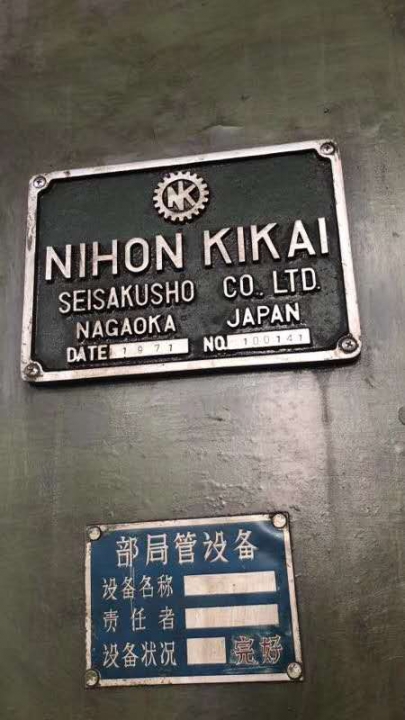 NK
NIHON KIKAI
SEISAKUSHO CO., LTD.
NAGAOKA JAPAN
DATE 1971 NO. 100141
部局管设备
设备名称
责任者
设备状况 完好